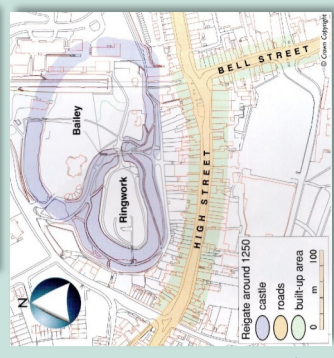 N
Bailey
Ringwork
BELL STREET
HIGH STREET
© Crown Copyright
Reigate around 1250
castle
roads
built-up area
0 m 100